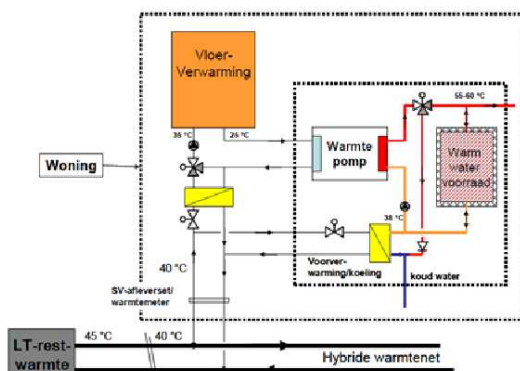 Vloer-
Verwarming
55-60 °C
35 °C
25 °C
Warmte
pomp
Warm
water
voorraad
Woning
38 °C
40 °C
Voorver-
warming/koeling
koud water
SV-afleverset/
warmtemeter
45 °C
40 °C
LT-rest-
warmte
Hybride warmtenet